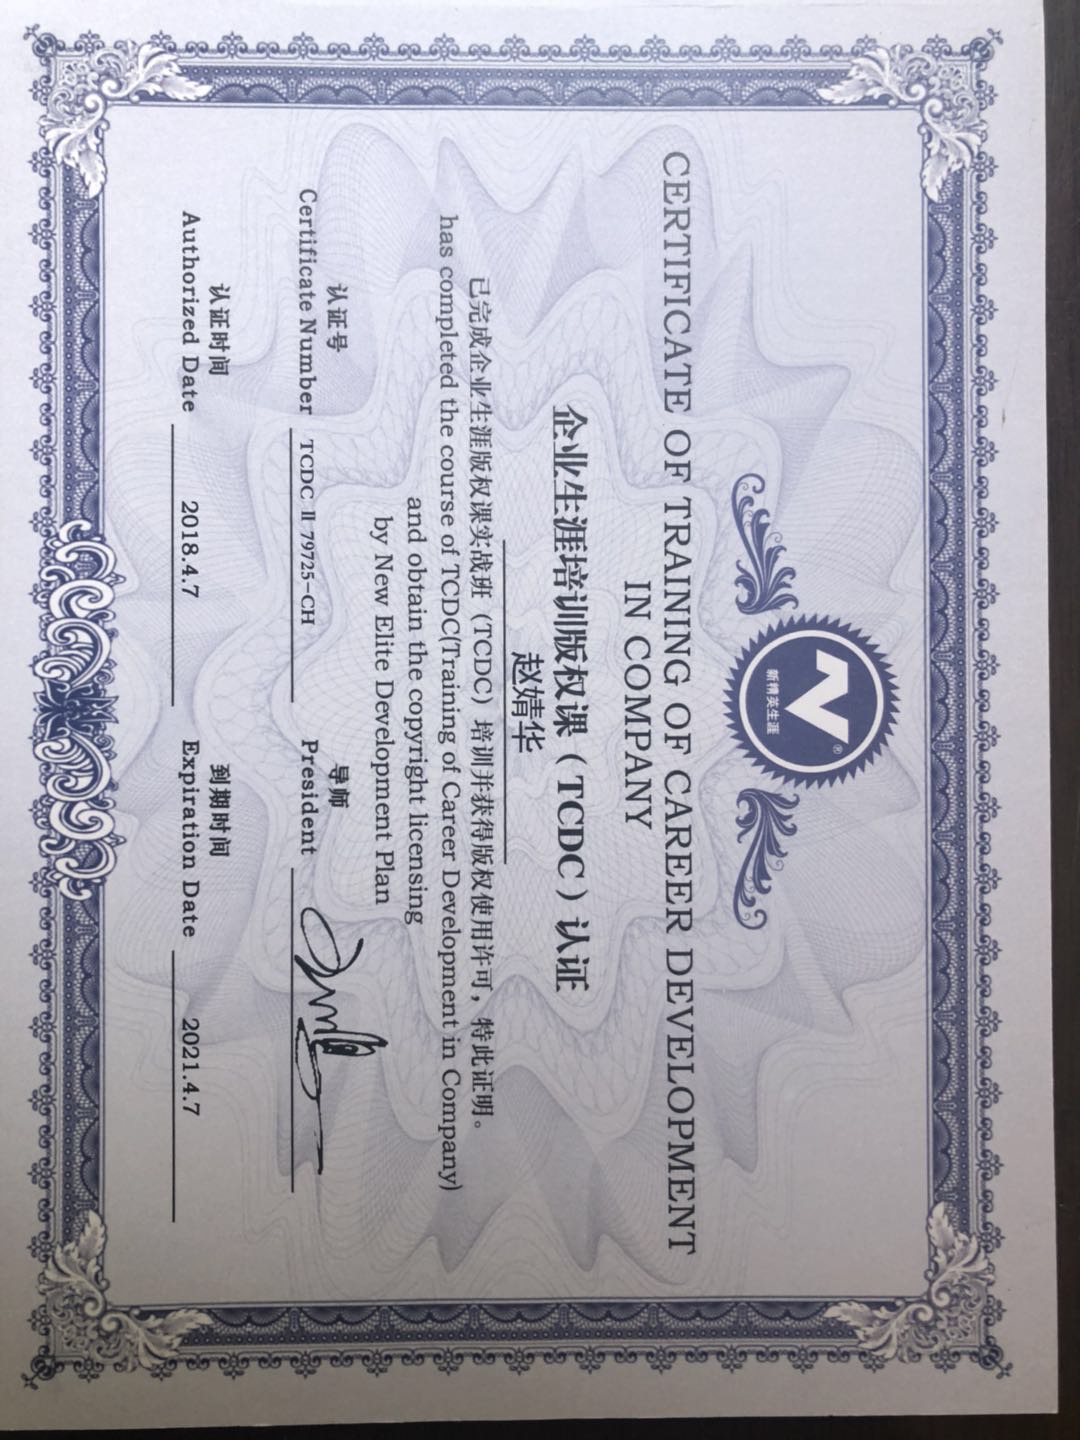 新精英生涯
®
CERTIFICATE OF TRAINING OF CAREER DEVELOPMENT
IN COMPANY
企业生涯培训版权课（TCDC）认证
赵婧华
已完成企业生涯版权课实战班（TCDC）培训并获得版权使用许可，特此证明。
has completed the course of TCDC(Training of Career Development in Company)
and obtain the copyright licensing
by New Elite Development Plan
认证号
Certificate Number TCDC Ⅱ 79725-CH
导师
President
认证时间
Authorized Date 2018.4.7
到期时间
Expiration Date 2021.4.7